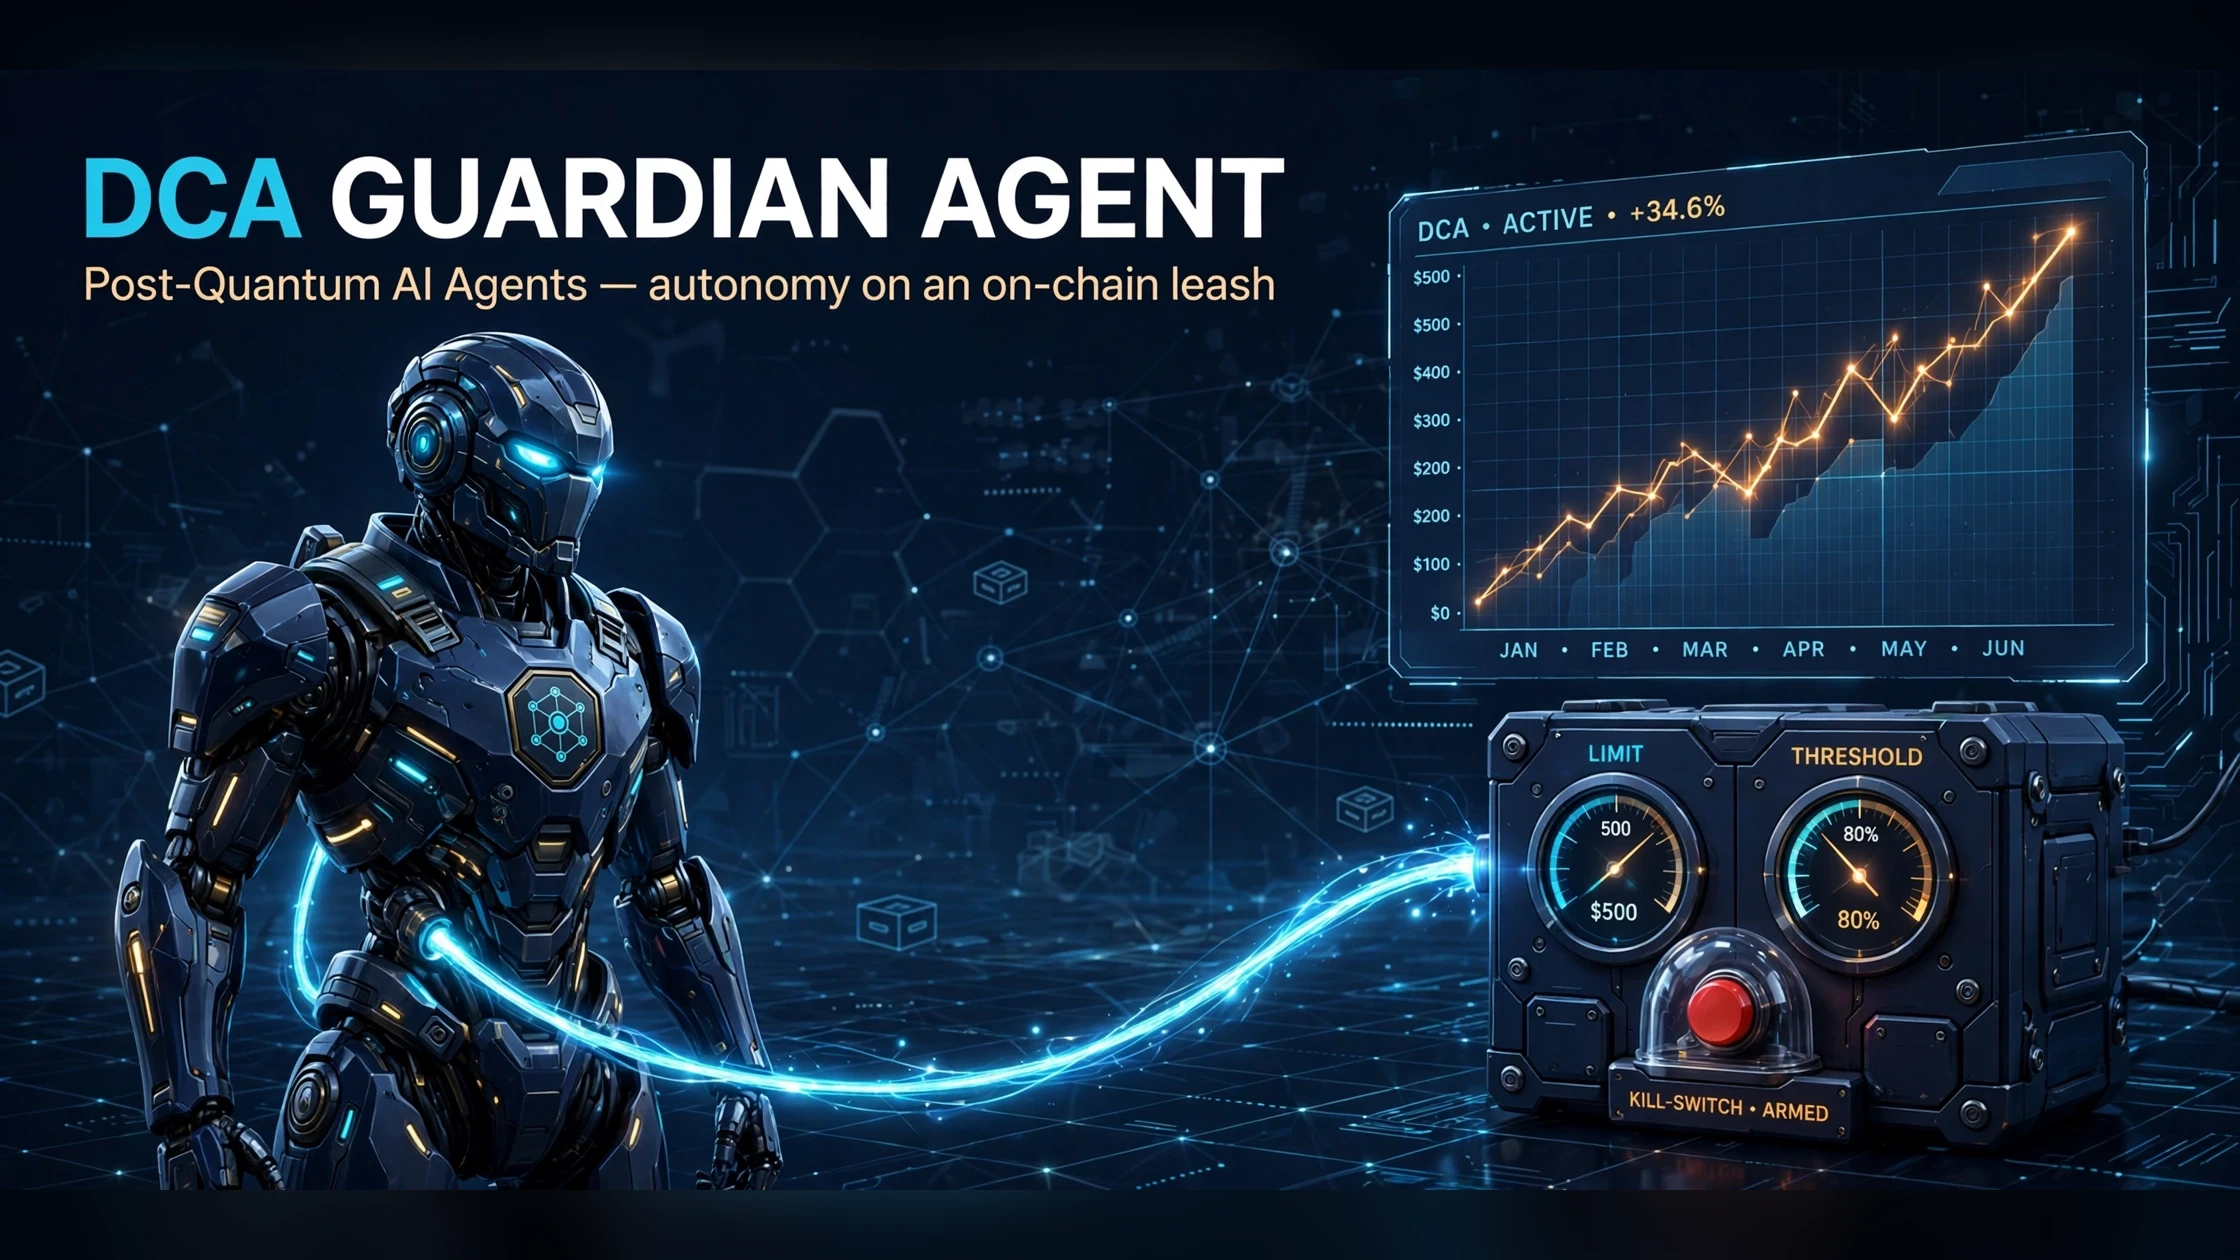 DCA GUARDIAN AGENT
Post-Quantum AI Agents — autonomy on an on-chain leash
DCA • ACTIVE • +34.6%
$500
$500
$400
$300
$200
$200
$100
$0
JAN • FEB • MAR • APR • MAY • JUN
LIMIT
500
$500
THRESHOLD
80%
80%
KILL-SWITCH • ARMED